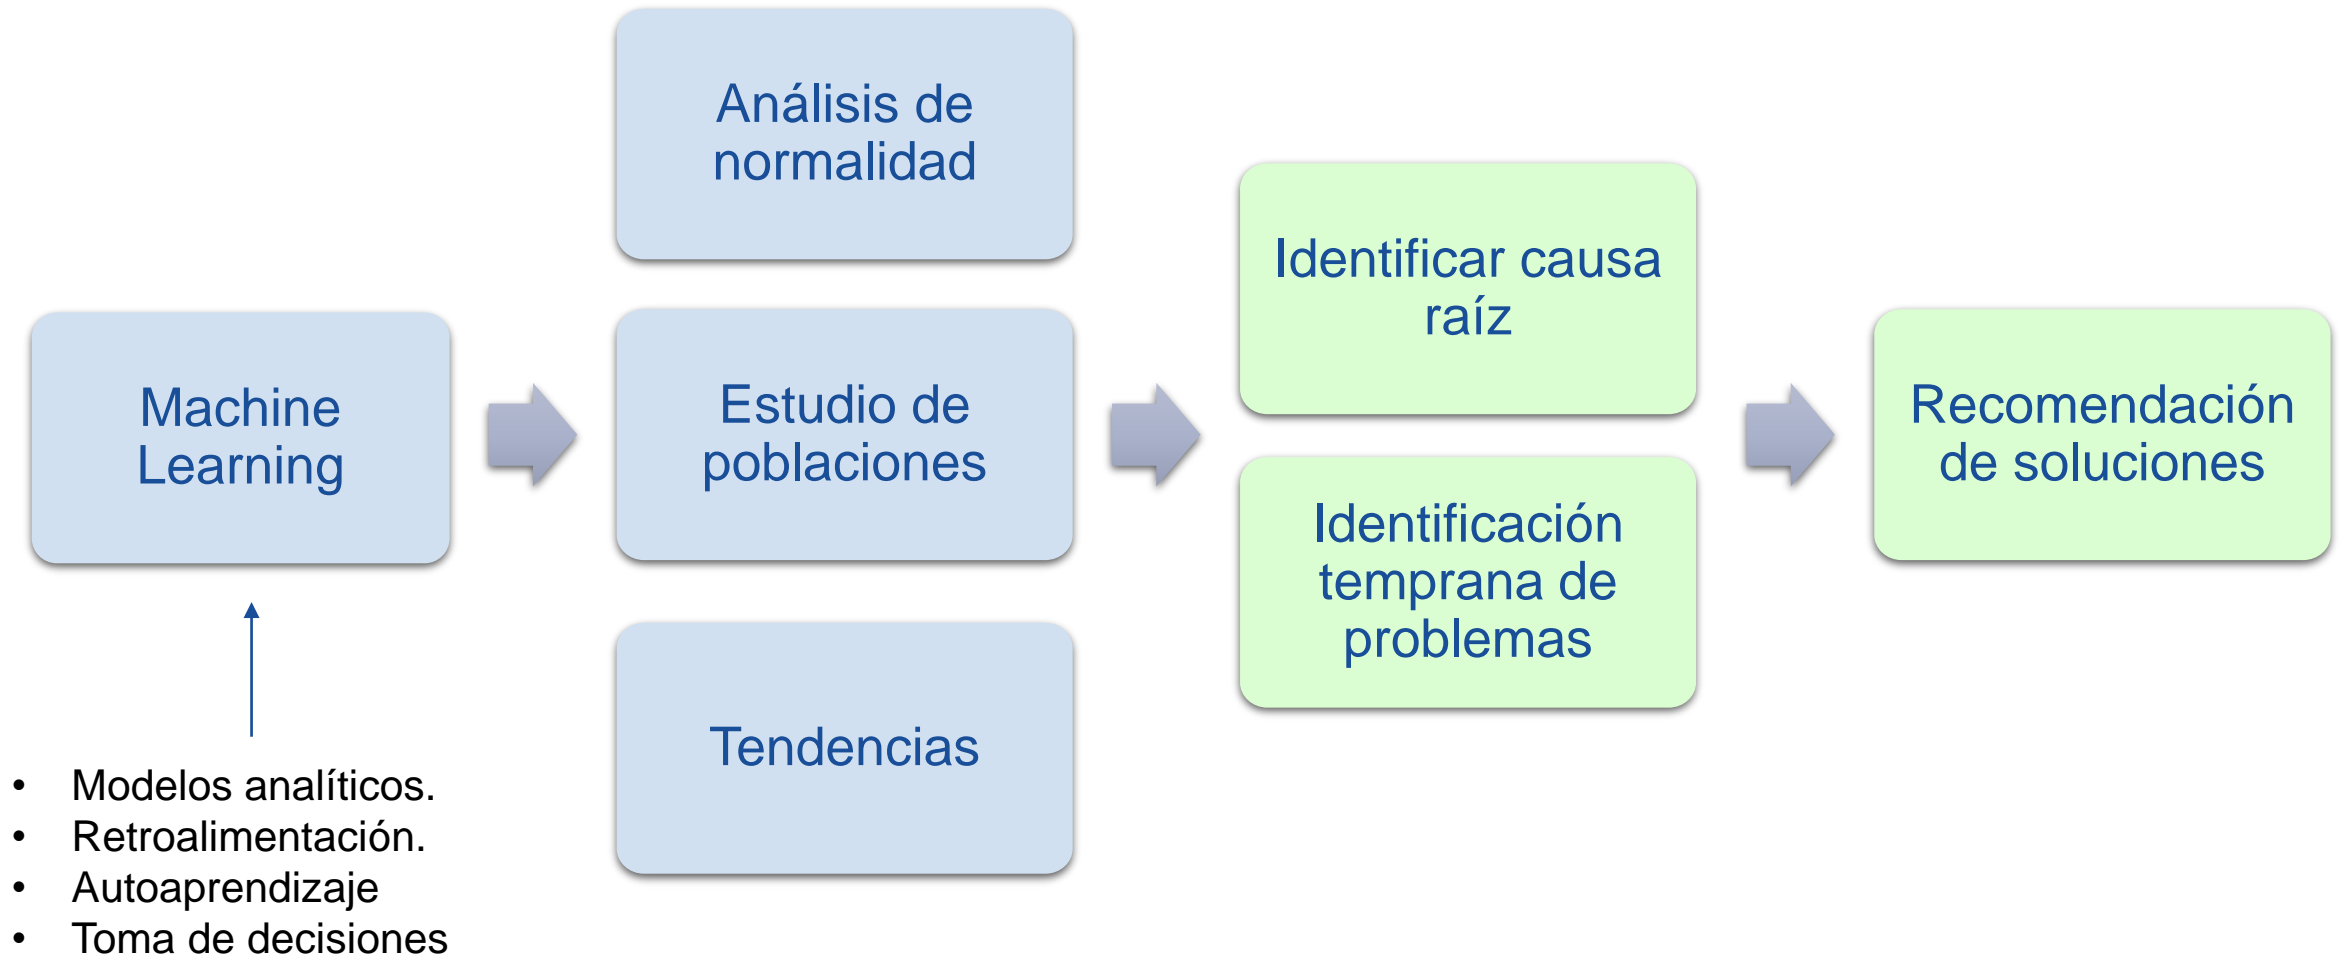 Machine
Learning
• Modelos analíticos.
• Retroalimentación.
• Autoaprendizaje
• Toma de decisiones
Análisis de
normalidad
Estudio de
poblaciones
Tendencias
Identificar causa
raíz
Identificación
temprana de
problemas
Recomendación
de soluciones